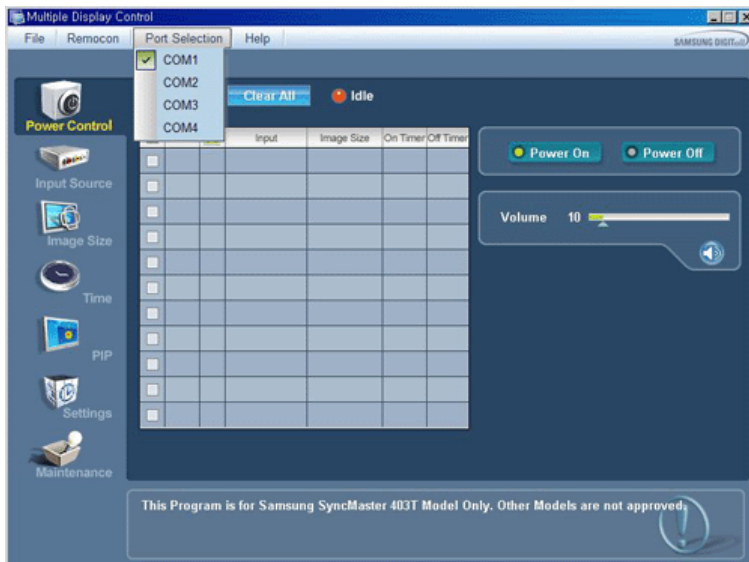 Multiple Display Control
File Remocon Port Selection Help
COM1
COM2
COM3
COM4
Clear All Idle
Input Image Size On Timer Off Timer
Power Control
Input Source
Image Size
Time
PIP
Settings
Maintenance
Power On Power Off
Volume 10
This Program is for Samsung SyncMaster 403T Model Only. Other Models are not approved.